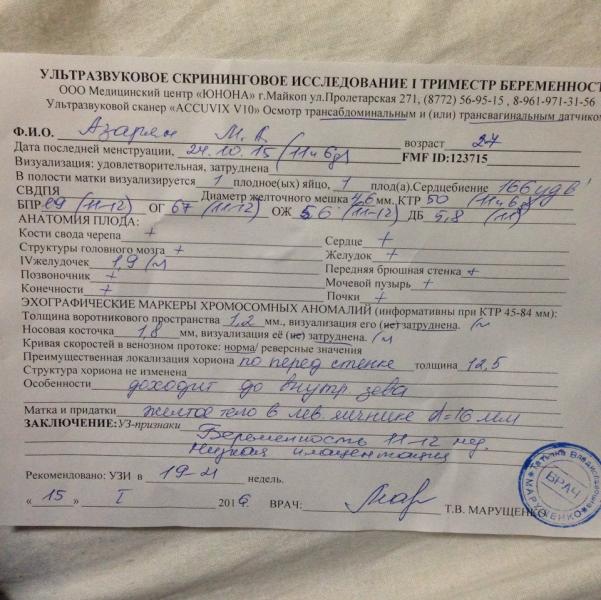 УЛЬТРАЗВУКОВОЕ СКРИНИНГОВОЕ ИССЛЕДОВАНИЕ I ТРИМЕСТР БЕРЕМЕННОСТ
ООО Медицинский центр «ЮНОНА» г.Майкоп ул.Пролетарская 271, (8772) 56-95-15 , 8-961-971-31-56
Ультразвуковой сканер «ACCUVIX V10» Осмотр трансабдоминальным и (или) трансвагинальным датчиком
Ф.И.О. Азарян М. А. возраст 27
Дата последней менструации, 24.10.15 (11н 6д) FMF ID:123715
Визуализация: удовлетворительная, затруднена
В полости матки визуализируется 1 плодное(ых) яйцо, 1 плод(а).Сердцебиение 166 уд в'
СВДПЯ Диаметр желточного мешка 4,6 мм, КТР 50 (11н 6д)
БПР 19 (11-12) ОГ 67 (11-12) ОЖ 56 (11-12) ДБ 5,8 (11)
АНАТОМИЯ ПЛОДА:
Кости свода черепа + Сердце +
Структуры головного мозга + Желудок +
IVжелудочек 1,9 Передняя брюшная стенка +
Позвоночник + Мочевой пузырь +
Конечности + Почки +
ЭХОГРАФИЧЕСКИЕ МАРКЕРЫ ХРОМОСОМНЫХ АНОМАЛИЙ (информативны при КТР 45-84 мм):
Толщина воротникового пространства 1,2 мм., визуализация его (не) затруднена.
Носовая косточка 1,8 мм, визуализация её (не) затруднена.
Кривая скоростей в венозном протоке: норма/ реверсные значения
Преимущественная локализация хориона по перед стенке толщина 12,5
Структура хориона не изменена
Особенности доходит до внутр зева
Матка и придатки желтое тело в лев. яичнике d=16 мм
ЗАКЛЮЧЕНИЕ:УЗ-признаки Беременность 11-12 нед.
Низкая плацентация
Рекомендовано: УЗИ в 19-21 недель.
« 15 » I 2016 ВРАЧ: Т.В. МАРУЩЕНКО
Татьяна Владиславовна
МАРУЩЕНКО
ВРАЧ